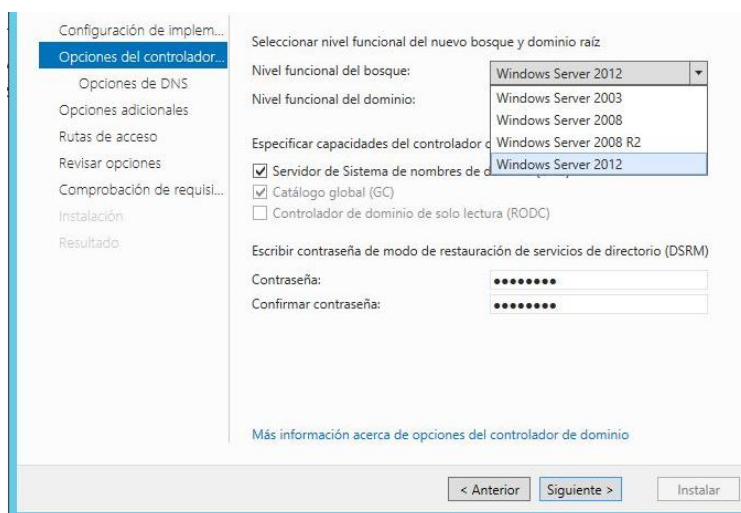 Configuración de implem...
Opciones del controlador...
Opciones de DNS
Opciones adicionales
Rutas de acceso
Revisar opciones
Comprobación de requisi...
Instalación
Resultado
Seleccionar nivel funcional del nuevo bosque y dominio raíz
Nivel funcional del bosque: Windows Server 2012
Nivel funcional del dominio:
Windows Server 2003
Windows Server 2008
Windows Server 2008 R2
Windows Server 2012
Especificar capacidades del controlador
Servidor de Sistema de nombres de
Catálogo global (GC)
Controlador de dominio de solo lectura (RODC)
Escribir contraseña de modo de restauración de servicios de directorio (DSRM)
Contraseña: ••••••••
Confirmar contraseña: ••••••••
Más información acerca de opciones del controlador de dominio
< Anterior
Siguiente >
Instalar